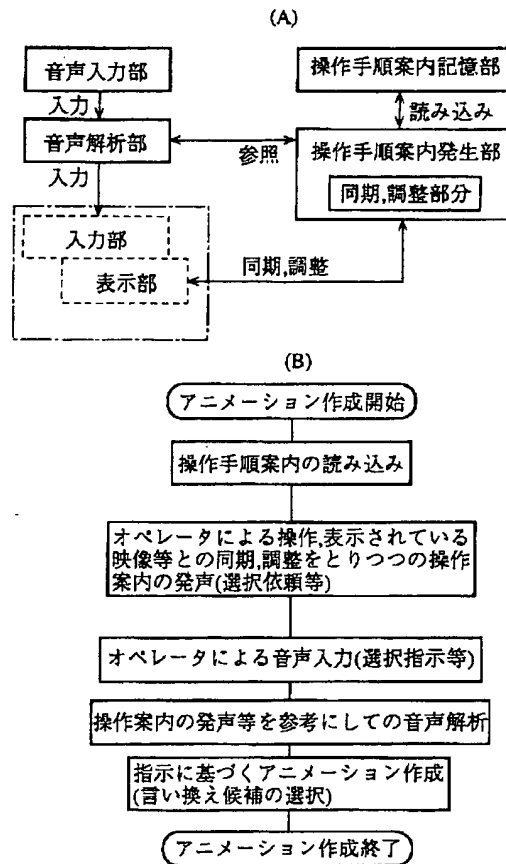 (A)
音声入力部
入力
音声解析部
入力
入力部
表示部
操作手順案内記憶部
読み込み
参照
操作手順案内発生部
同期,調整部分
同期,調整
(B)
アニメーション作成開始
操作手順案内の読み込み
オペレータによる操作,表示されている
映像等との同期,調整をとりつつの操作
案内の発声(選択依頼等)
オペレータによる音声入力(選択指示等)
操作案内の発声等を参考にしての音声解析
指示に基づくアニメーション作成
(言い換え候補の選択)
アニメーション作成終了